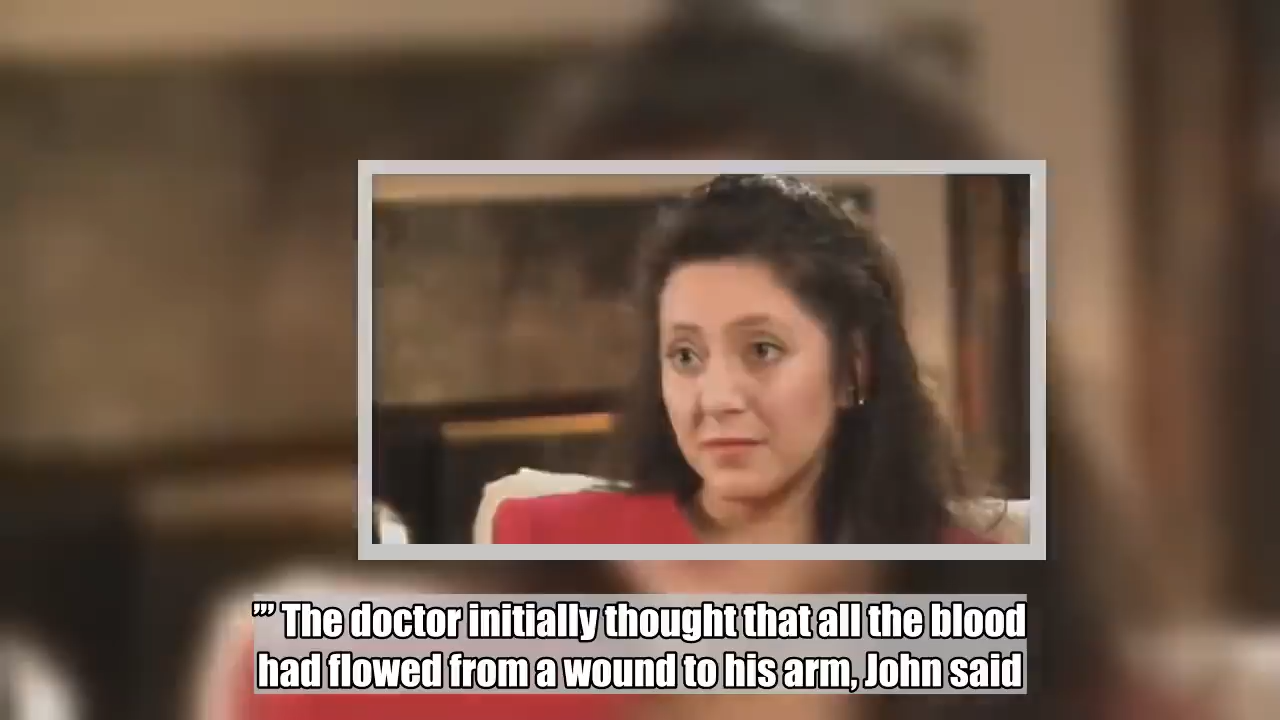 ’” The doctor initially thought that all the blood
had flowed from a wound to his arm, John said